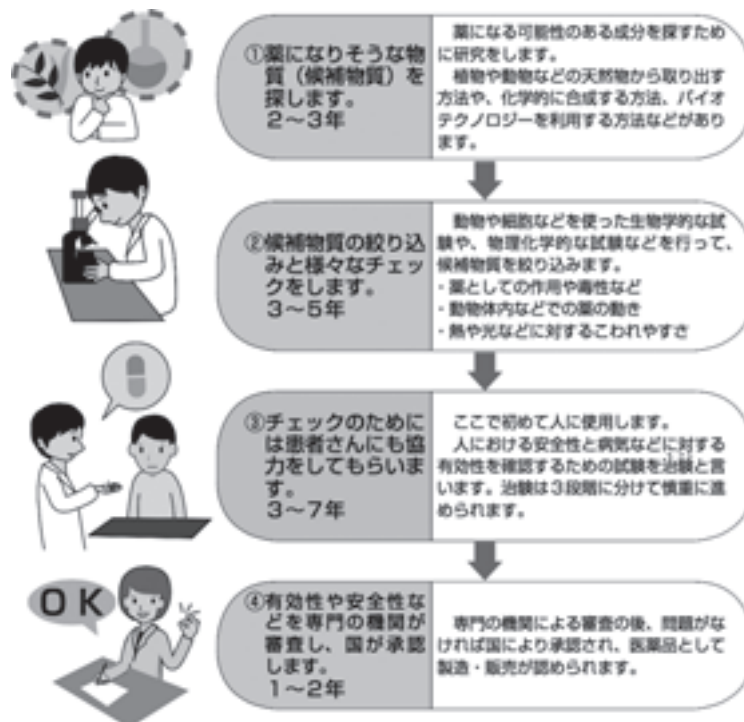 ①薬になりそうな物
質（候補物質）を
探します。
２～３年
薬になる可能性のある成分を探すため
に研究をします。
植物や動物などの天然物から取り出す
方法や、化学的に合成する方法、バイオ
テクノロジーを利用する方法などがあり
ます。
②候補物質の絞り込
みと様々なチェッ
クをします。
３～５年
動物や細胞などを使った生物学的な試
験や、物理化学的な試験などを行って、
候補物質を絞り込みます。
・薬としての作用や毒性など
・動物体内などでの薬の動き
・熱や光などに対するこわれやすさ
③チェックのために
は患者さんにも協
力をしてもらいま
す。
３～７年
ここで初めて人に使用します。
人における安全性と病気などに対する
有効性を確認するための試験を治験と言
います。治験は３段階に分けて慎重に進
められます。
ＯＫ
④有効性や安全性な
どを専門の機関が
審査し、国が承認
します。
１～２年
専門の機関による審査の後、問題がな
ければ国により承認され、医薬品として
製造・販売が認められます。